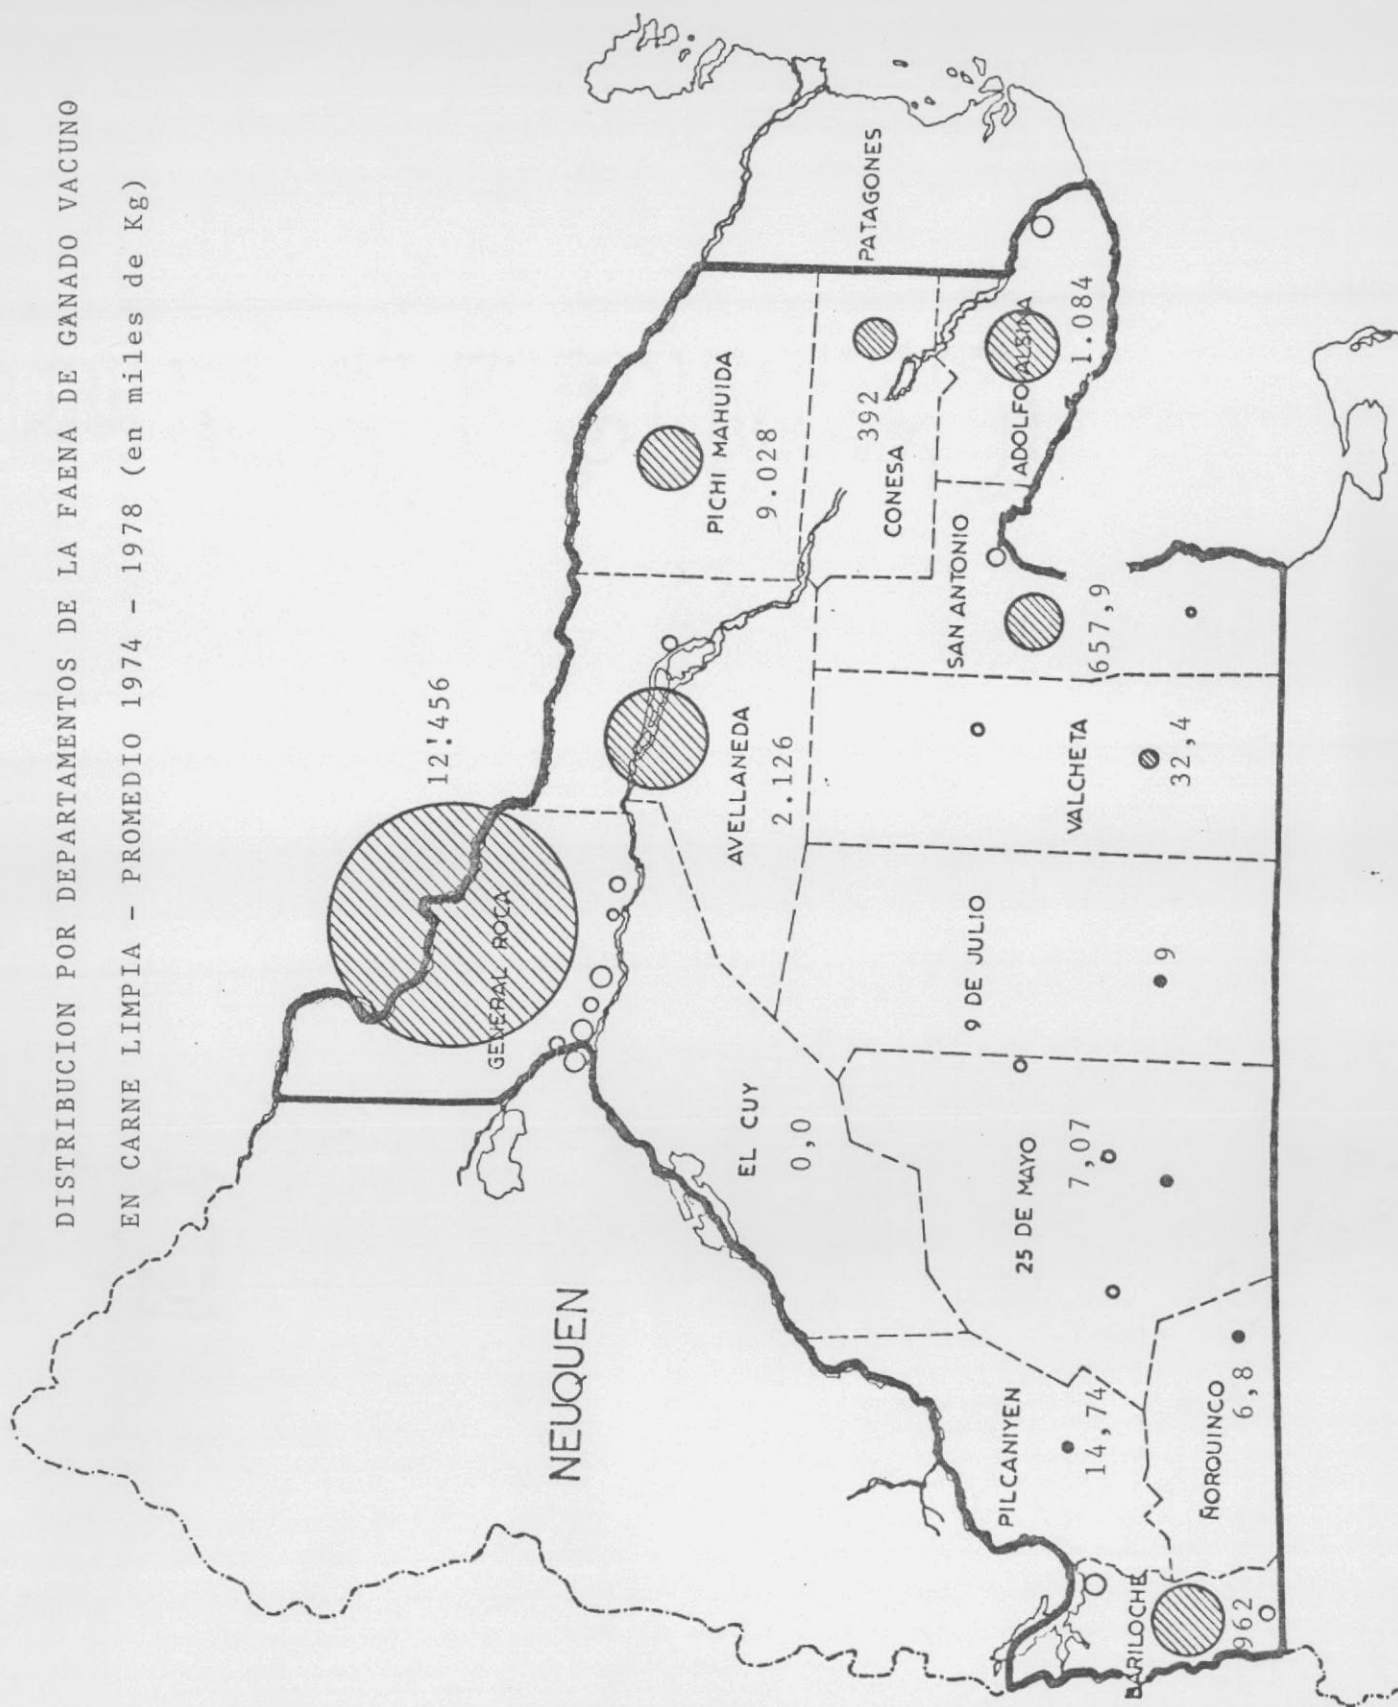 DISTRIBUCION POR DEPARTAMENTOS DE LA FAENA DE GANADO VACUNO
EN CARNE LIMPIA - PROMEDIO 1974 - 1978 (en miles de Kg)
12!456
GENERAL ROCA
NEUQUEN
PICHI MAHUIDA
9.028
PATAGONES
392
CONESA
ADOLFO ALSINA
1.084
AVELLANEDA
2.126
SAN ANTONIO
657,9
EL CUY
0,0
9 DE JULIO
9
VALCHETA
32,4
25 DE MAYO
7,07
PILCANIYEN
14,74
ÑORQUINCO
6,8
BARILOCHE
962